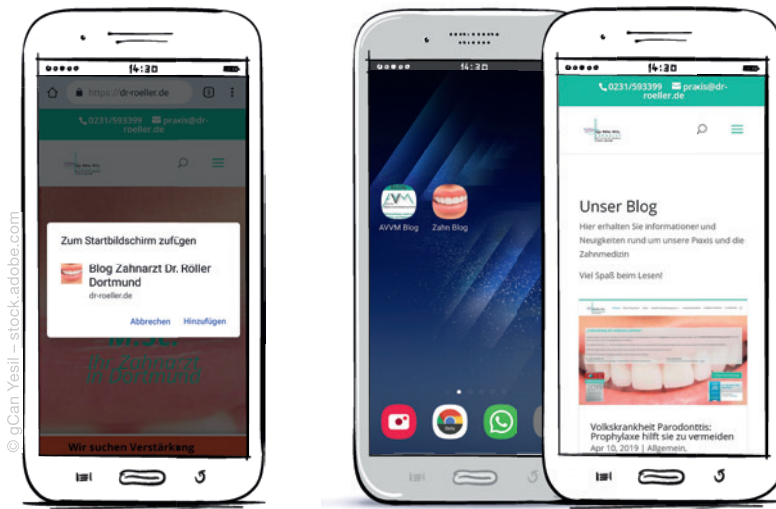 © gCan Yesil – stock.adobe.com
14:30
https://dr-roeller.de
0231/593399 praxis@dr-
roeller.de
Zum Startbildschirm zufügen
Blog Zahnarzt Dr. Röller
Dortmund
dr-roeller.de
Abbrechen Hinzufügen
M.Sc.
Ihr Zahnarzt
in Dortmund
Wir suchen Verstärkung
14:30
AVVM Blog Zahn Blog
14:30
0231/593399 praxis@dr-
roeller.de
Unser Blog
Hier erhalten Sie informationer und
Neuigkeiten rund um unsere Paxis und die
Zahnmedizin
Viel Spaß beim Lesen!
Volkskrankheit Parodonttis:
Prophylaxe hilft sie zu vermeiden
Apr 10, 2019 | Allgemein,